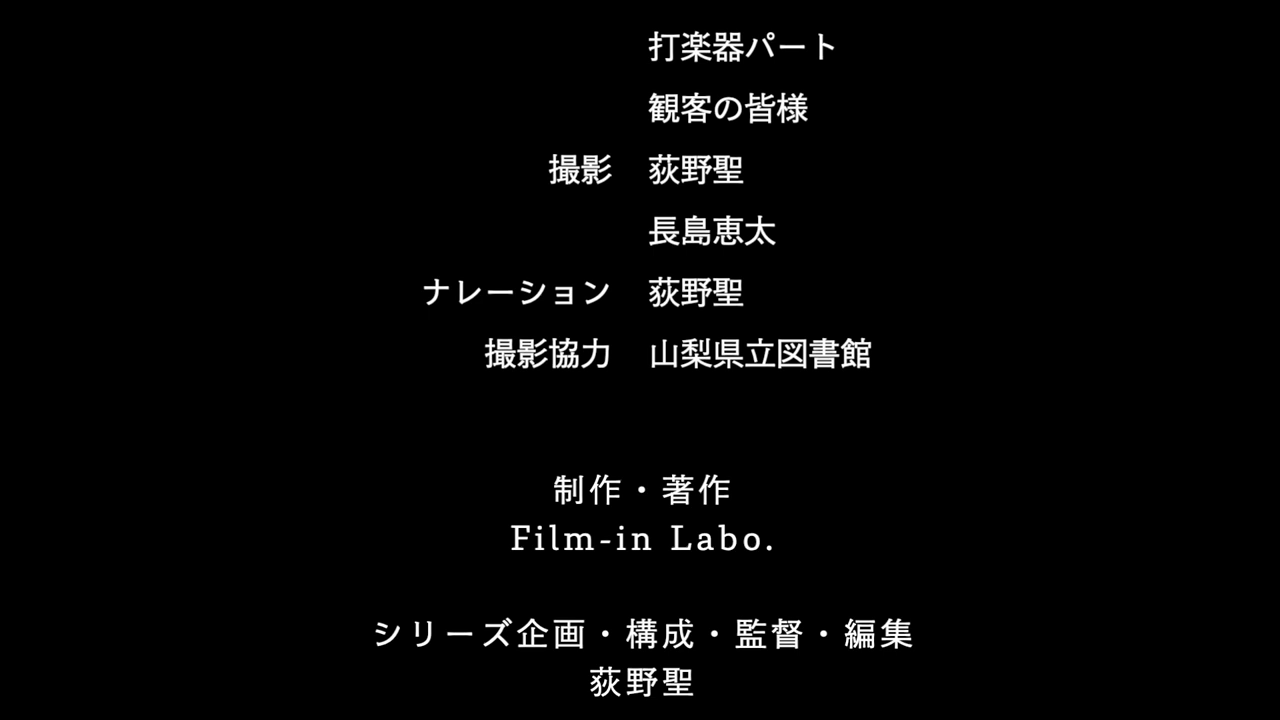 打楽器パート
観客の皆様
撮影 荻野聖
長島恵太
ナレーション 荻野聖
撮影協力 山梨県立図書館
制作・著作
Film-in Labo.
シリーズ企画・構成・監督・編集
荻野聖